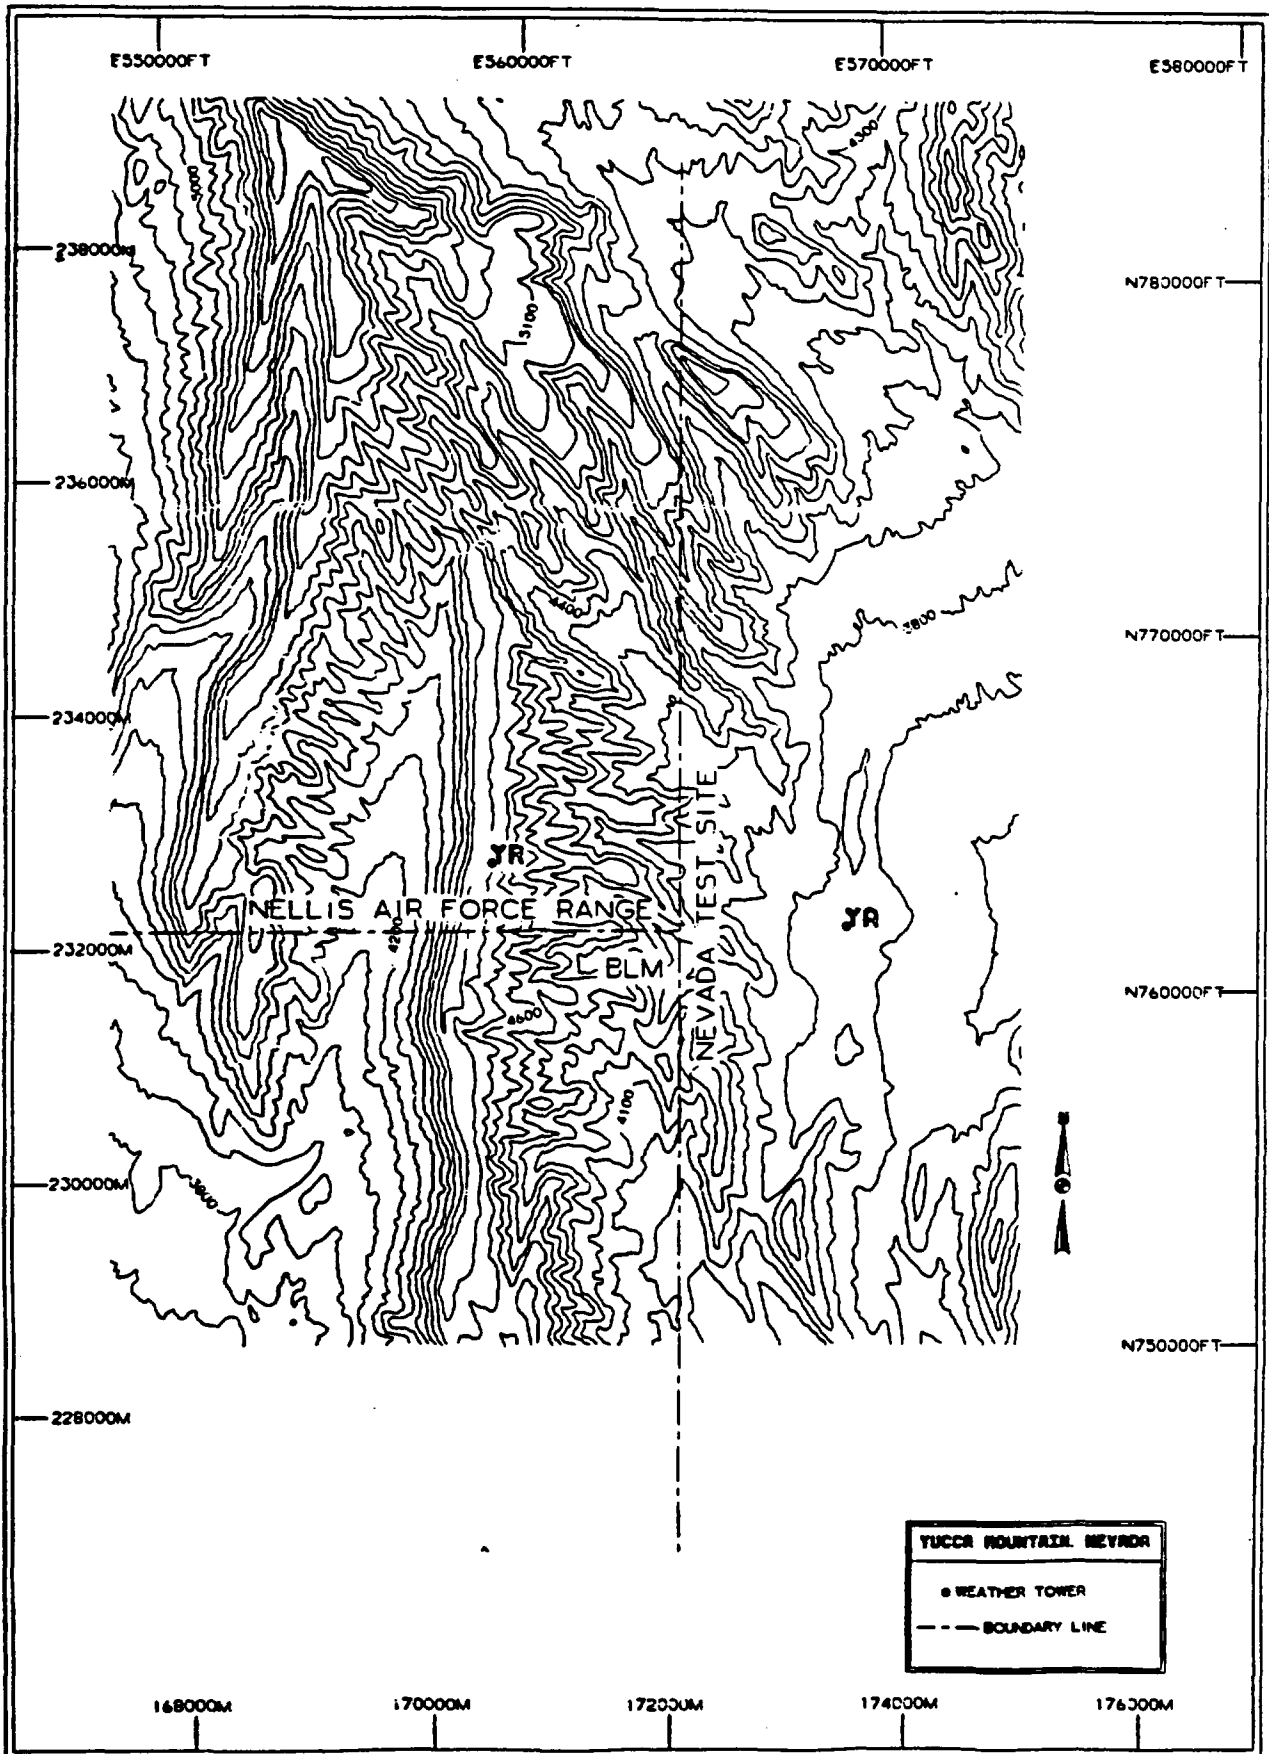 E550000FT E560000FT E570000FT E580000FT
4300
238000M
N780000FT
5100
236000M
4400
3800
N770000FT
234000M
NEVADA TEST SITE
YR
NELLIS AIR FORCE RANGE
YR
4200
232000M
BLM
N760000FT
4600
4100
230000M
N750000FT
228000M
YUCCA MOUNTAIN. NEVADA
WEATHER TOWER
BOUNDARY LINE
168000M 170000M 172000M 174000M 176000M